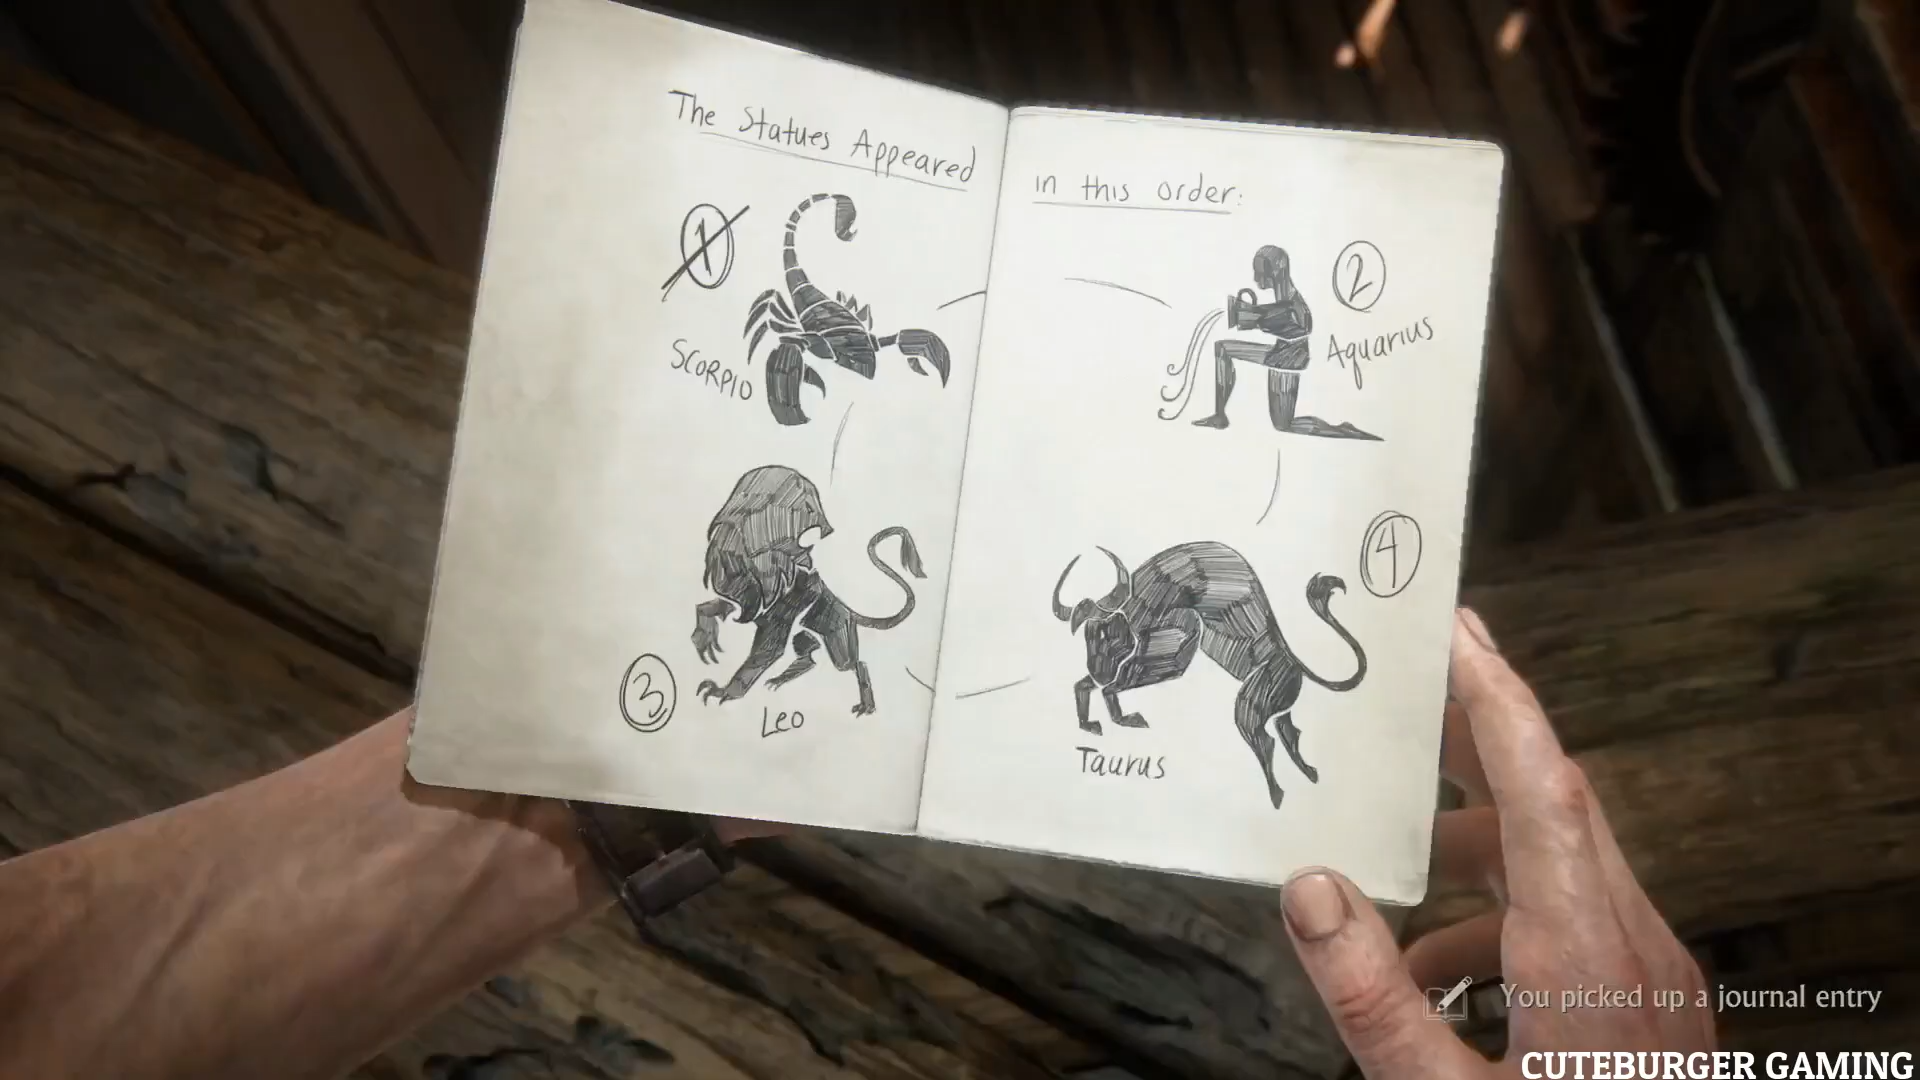 The Statues Appeared
in this order:
1
SCORPIO
2
Aquarius
3
Leo
4
Taurus
You picked up a journal entry
CUTEBURGER GAMING